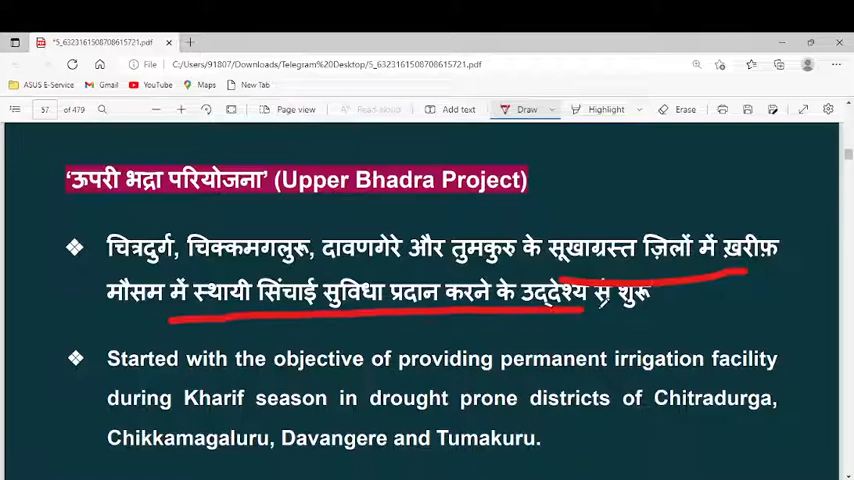 5_6323161508708615721.pdf
File C:/Users/91807/Downloads/Telegram%20Desktop/5_6323161508708615721.pdf
ASUS E-Service Gmail YouTube Maps New Tab
57 of 479 Page view Read aloud Add text Draw Highlight Erase
‘ऊपरी भद्रा परियोजना’ (Upper Bhadra Project)
चित्रदुर्ग, चिक्कमगलुरू, दावणगेरे और तुमकुरु के सूखाग्रस्त ज़िलों में ख़रीफ़
मौसम में स्थायी सिंचाई सुविधा प्रदान करने के उद्देश्य से शुरू
Started with the objective of providing permanent irrigation facility
during Kharif season in drought prone districts of Chitradurga,
Chikkamagaluru, Davangere and Tumakuru.